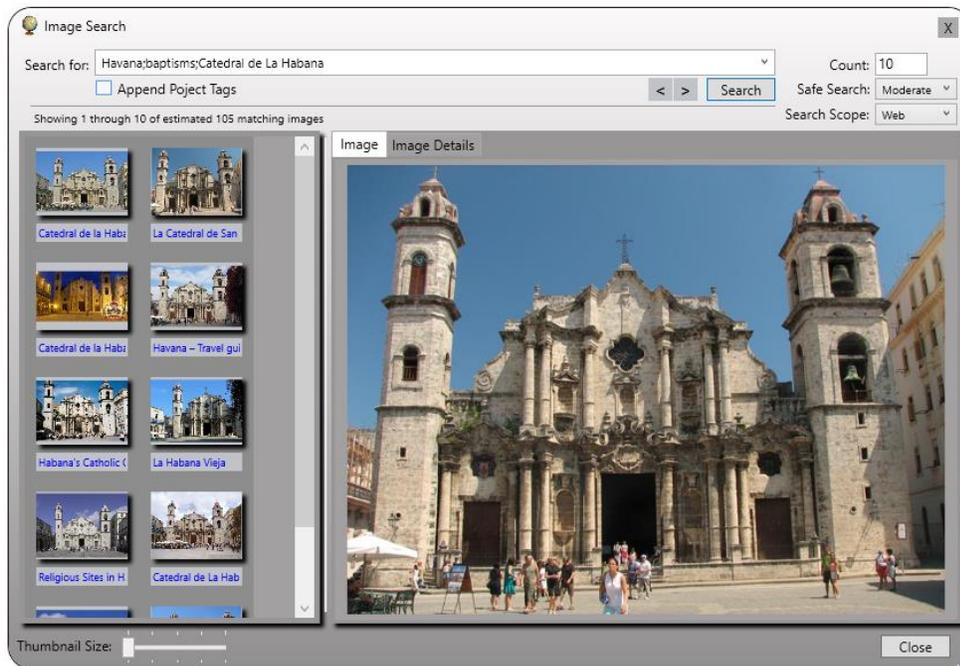 Image Search
X
Search for: Havana;baptisms;Catedral de La Habana
Count: 10
Append Poject Tags
< > Search
Safe Search: Moderate
Search Scope: Web
Showing 1 through 10 of estimated 105 matching images
Image Image Details
Catedral de la Haba
La Catedral de San
Catedral de la Haba
Havana – Travel gui
Habana's Catholic (
La Habana Vieja
Religious Sites in H
Catedral de La Hab
Thumbnail Size:
Close